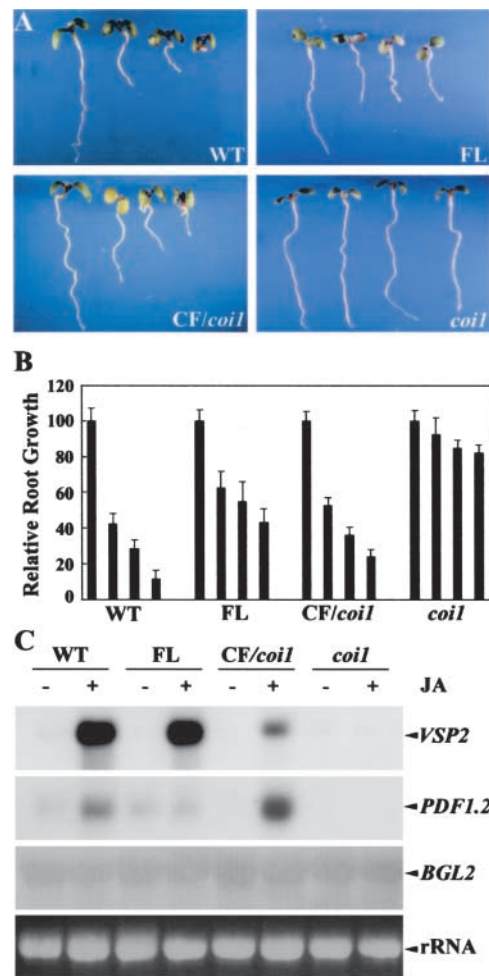 A
WT
FL
CF/coi1
coi1
B
Relative Root Growth
120
100
80
60
40
20
0
WT FL CF/coi1 coi1
C
WT FL CF/coi1 coi1
- + - + - + - + JA
VSP2
PDF1.2
BGL2
rRNA